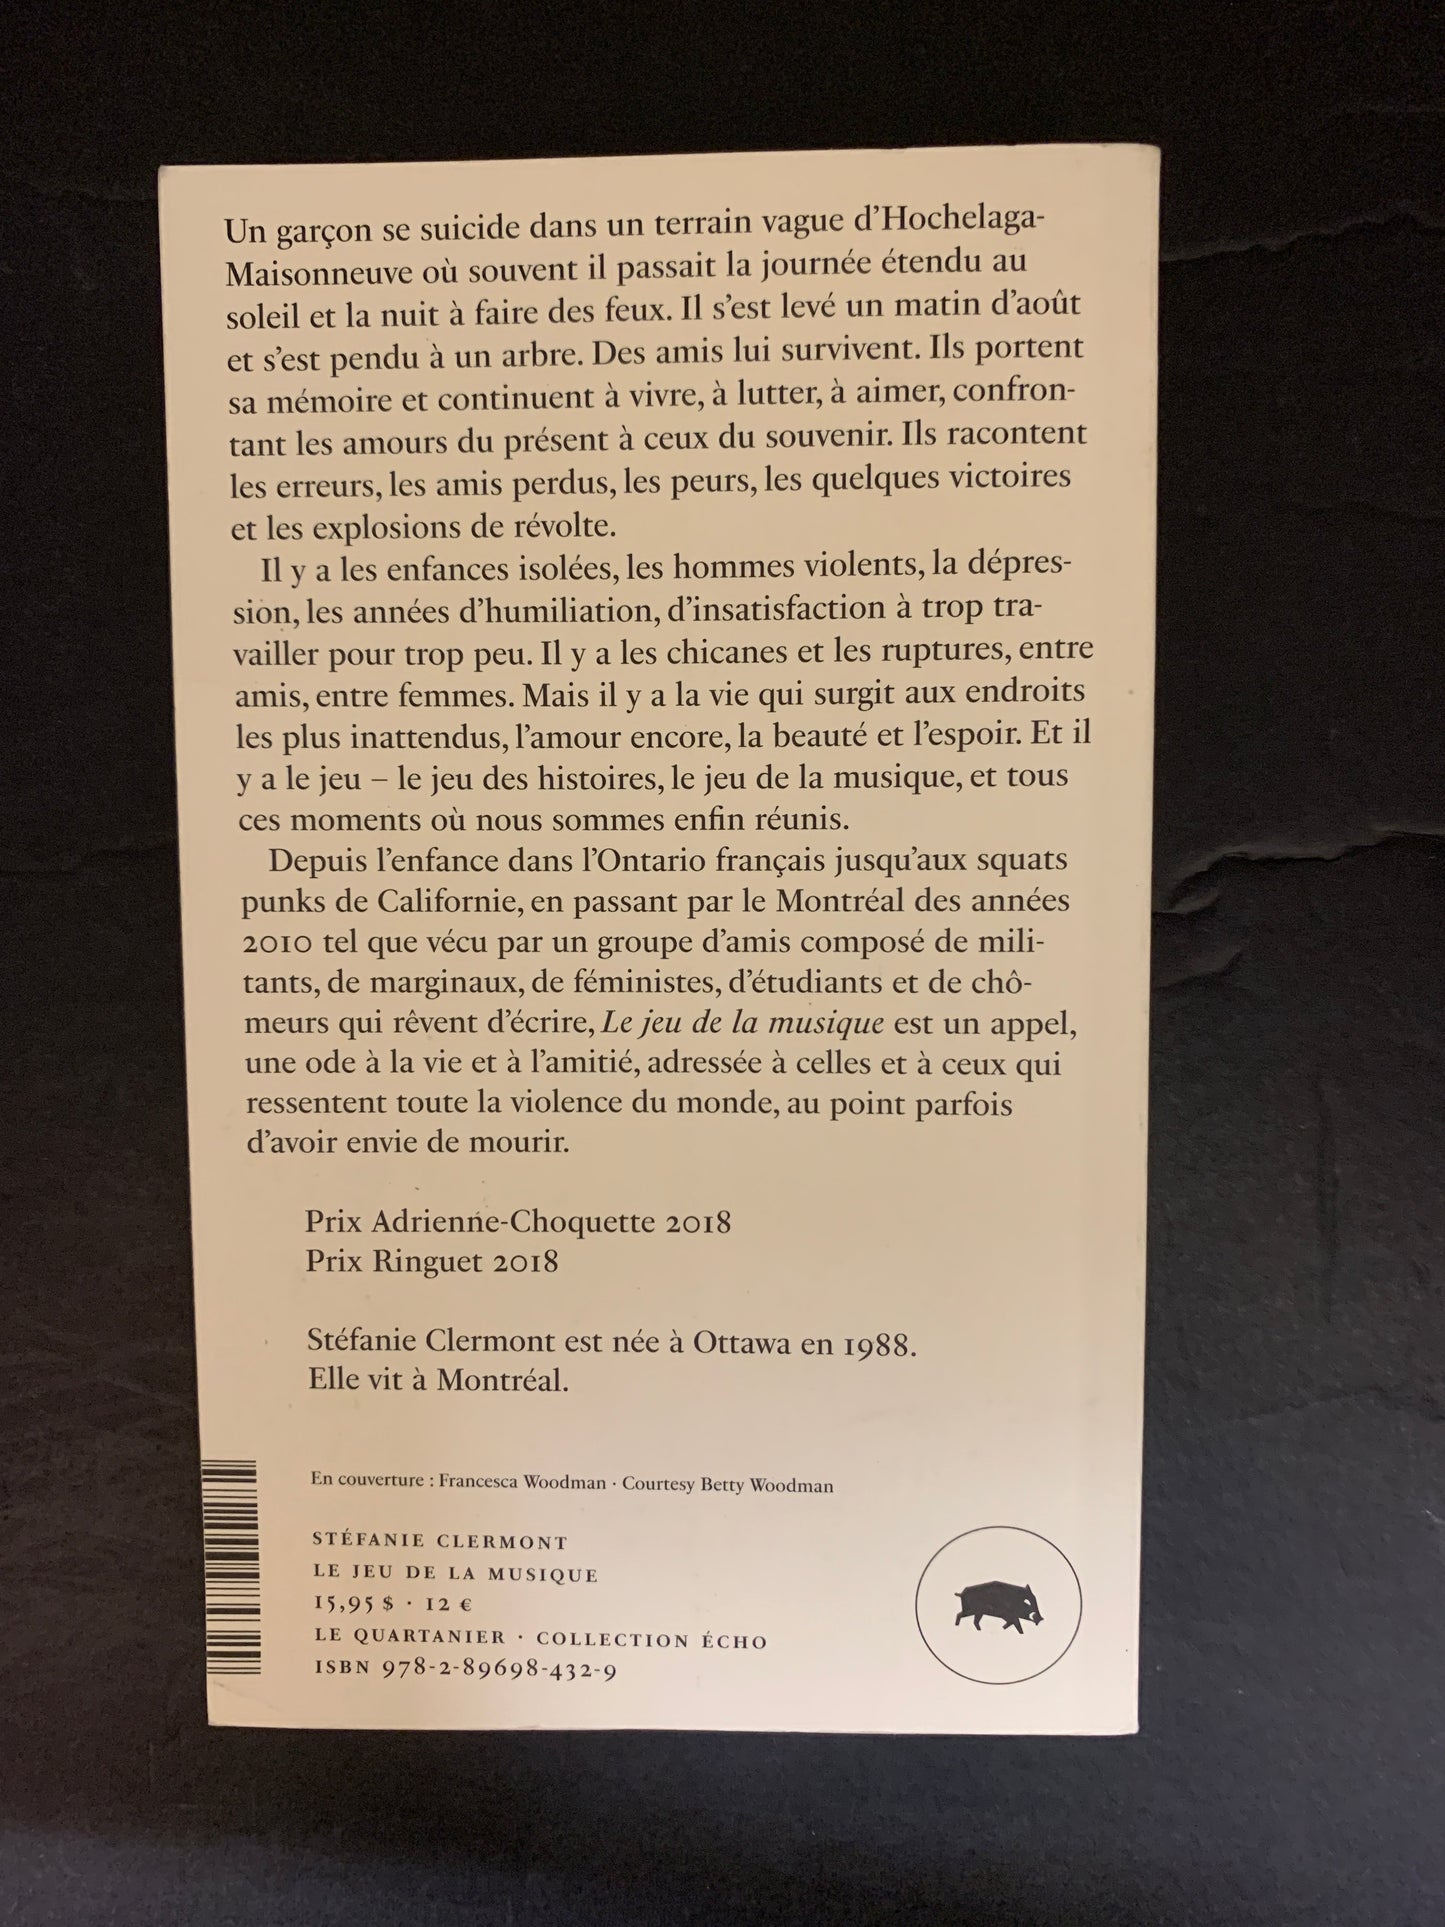 Un garçon se suicide dans un terrain vague d'Hochelaga-
Maisonneuve où souvent il passait la journée étendu au
soleil et la nuit à faire des feux. Il s'est levé un matin d'août
et s'est pendu à un arbre. Des amis lui survivent. Ils portent
sa mémoire et continuent à vivre, à lutter, à aimer, confron-
tant les amours du présent à ceux du souvenir. Ils racontent
les erreurs, les amis perdus, les peurs, les quelques victoires
et les explosions de révolte.
Il y a les enfances isolées, les hommes violents, la dépres-
sion, les années d'humiliation, d'insatisfaction à trop tra-
vailler pour trop peu. Il y a les chicanes et les ruptures, entre
amis, entre femmes. Mais il y a la vie qui surgit aux endroits
les plus inattendus, l'amour encore, la beauté et l'espoir. Et il
y a le jeu – le jeu des histoires, le jeu de la musique, et tous
ces moments où nous sommes enfin réunis.
Depuis l'enfance dans l'Ontario français jusqu'aux squats
punks de Californie, en passant par le Montréal des années
2010 tel que vécu par un groupe d'amis composé de mili-
tants, de marginaux, de féministes, d'étudiants et de chô-
meurs qui rêvent d'écrire, Le jeu de la musique est un appel,
une ode à la vie et à l'amitié, adressée à celles et à ceux qui
ressentent toute la violence du monde, au point parfois
d'avoir envie de mourir.
Prix Adrienne-Choquette 2018
Prix Ringuet 2018
Stéfanie Clermont est née à Ottawa en 1988.
Elle vit à Montréal.
En couverture : Francesca Woodman · Courtesy Betty Woodman
STÉFANIE CLERMONT
LE JEU DE LA MUSIQUE
15,95 $ · 12 €
LE QUARTANIER · COLLECTION ÉCHO
ISBN 978-2-89698-432-9